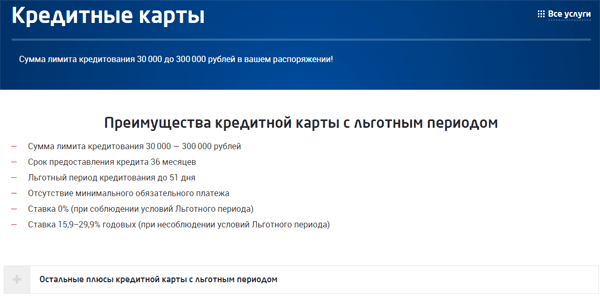 Кредитные карты
Все услуги
Сумма лимита кредитования 30 000 до 300 000 рублей в вашем распоряжении!
Преимущества кредитной карты с льготным периодом
Сумма лимита кредитования 30 000 — 300 000 рублей
Срок предоставления кредита 36 месяцев
Льготный период кредитования до 51 дня
Отсутствие минимального обязательного платежа
Ставка 0% (при соблюдении условий Льготного периода)
Ставка 15,9–29,9% годовых (при несоблюдении условий Льготного периода)
Остальные плюсы кредитной карты с льготным периодом